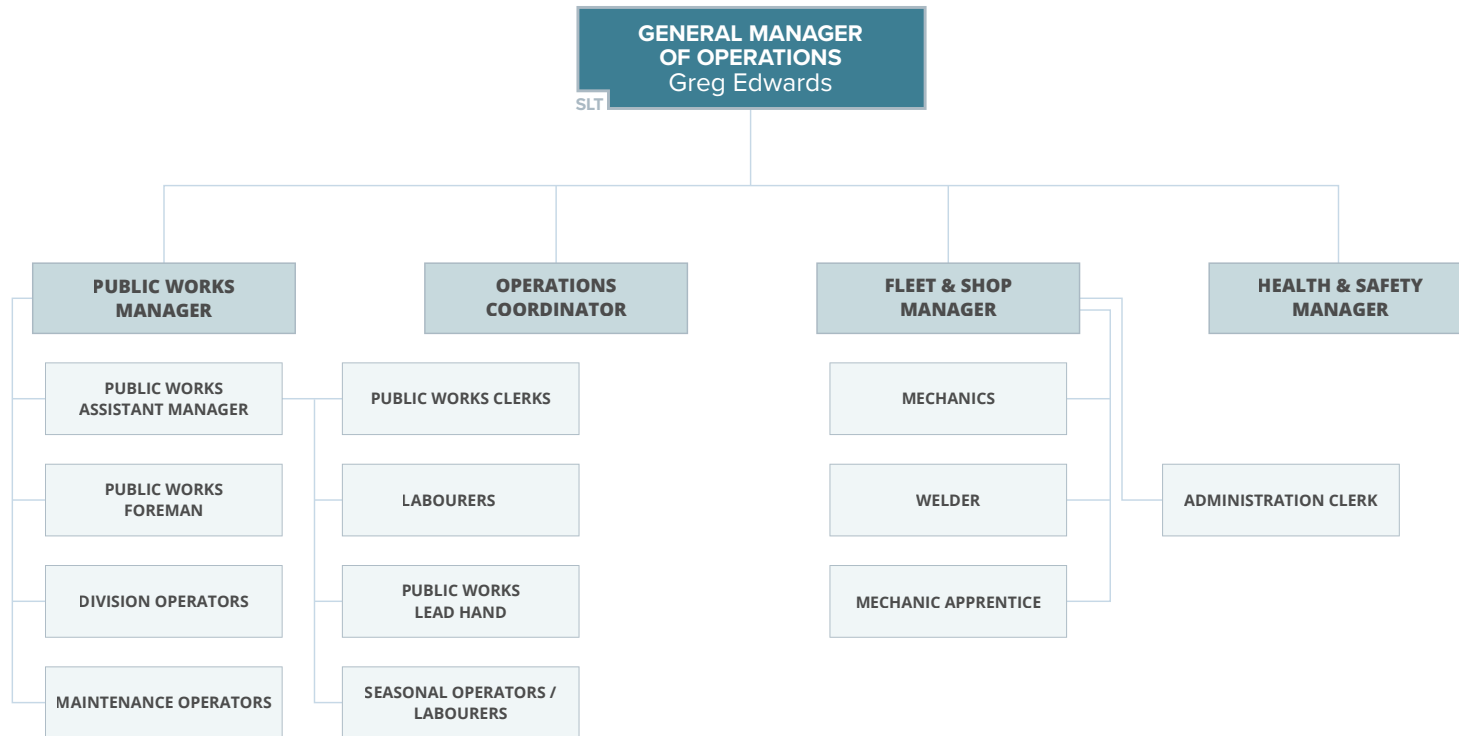 GENERAL MANAGER
OF OPERATIONS
Greg Edwards
SLT
PUBLIC WORKS
MANAGER
OPERATIONS
COORDINATOR
FLEET & SHOP
MANAGER
HEALTH & SAFETY
MANAGER
PUBLIC WORKS
ASSISTANT MANAGER
PUBLIC WORKS CLERKS
MECHANICS
PUBLIC WORKS
FOREMAN
LABOURERS
WELDER
ADMINISTRATION CLERK
DIVISION OPERATORS
PUBLIC WORKS
LEAD HAND
MECHANIC APPRENTICE
MAINTENANCE OPERATORS
SEASONAL OPERATORS /
LABOURERS